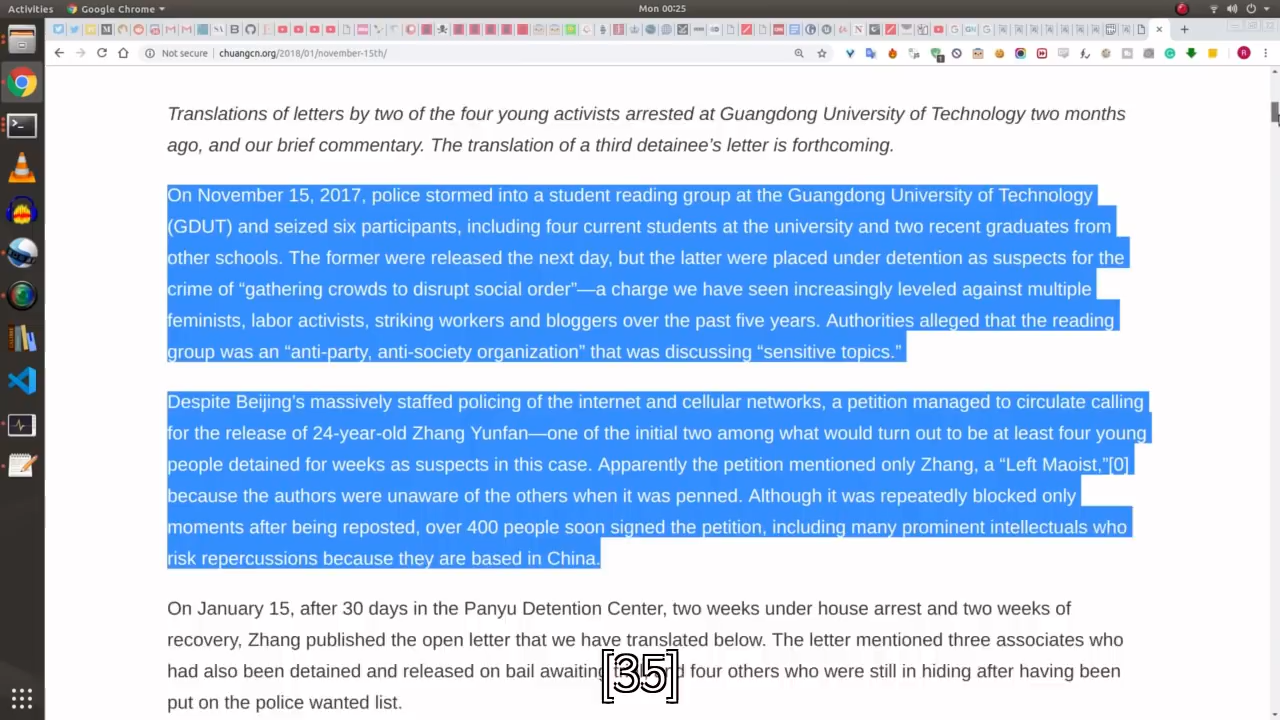 Activities
Google Chrome
Mon 00:25
Not secure
chuangcn.org/2018/01/november-15th/
Translations of letters by two of the four young activists arrested at Guangdong University of Technology two months
ago, and our brief commentary. The translation of a third detainee’s letter is forthcoming.
On November 15, 2017, police stormed into a student reading group at the Guangdong University of Technology
(GDUT) and seized six participants, including four current students at the university and two recent graduates from
other schools. The former were released the next day, but the latter were placed under detention as suspects for the
crime of “gathering crowds to disrupt social order”—a charge we have seen increasingly leveled against multiple
feminists, labor activists, striking workers and bloggers over the past five years. Authorities alleged that the reading
group was an “anti-party, anti-society organization” that was discussing “sensitive topics.”
Despite Beijing’s massively staffed policing of the internet and cellular networks, a petition managed to circulate calling
for the release of 24-year-old Zhang Yunfan—one of the initial two among what would turn out to be at least four young
people detained for weeks as suspects in this case. Apparently the petition mentioned only Zhang, a “Left Maoist,”[0]
because the authors were unaware of the others when it was penned. Although it was repeatedly blocked only
moments after being reposted, over 400 people soon signed the petition, including many prominent intellectuals who
risk repercussions because they are based in China.
On January 15, after 30 days in the Panyu Detention Center, two weeks under house arrest and two weeks of
recovery, Zhang published the open letter that we have translated below. The letter mentioned three associates who
had also been detained and released on bail awaiting four others who were still in hiding after having been
[35]
put on the police wanted list.